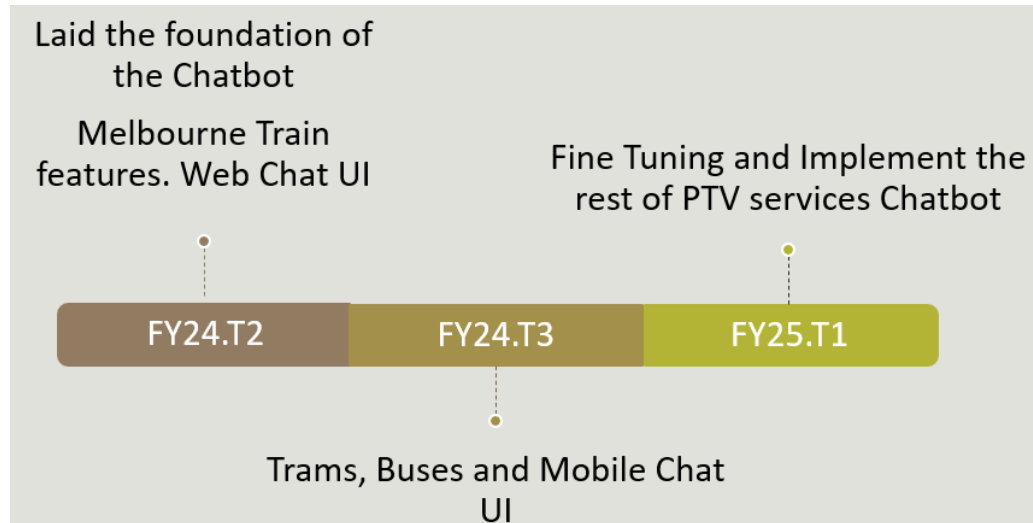 Laid the foundation of
the Chatbot
Melbourne Train
features. Web Chat UI
Fine Tuning and Implement the
rest of PTV services Chatbot
FY24.T2
FY24.T3
FY25.T1
Trams, Buses and Mobile Chat
UI